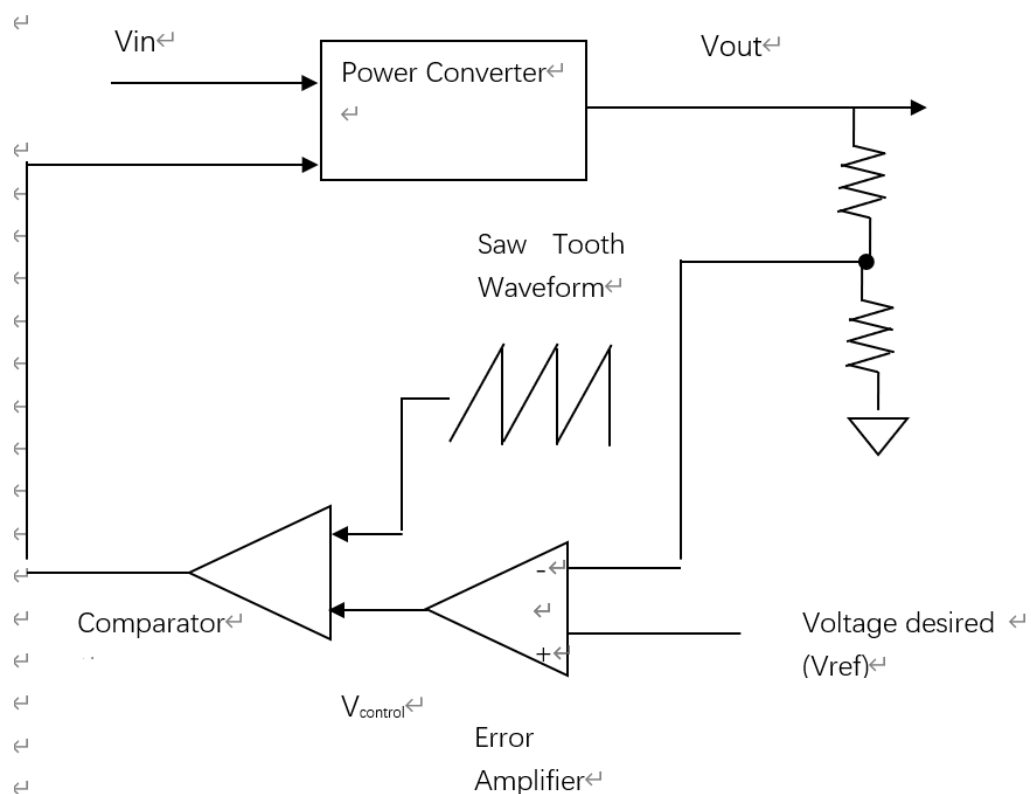 Vin
Vout
Power Converter
Saw Tooth
Waveform
-
+
Comparator
Voltage desired
(Vref)
Vcontrol
Error
Amplifier